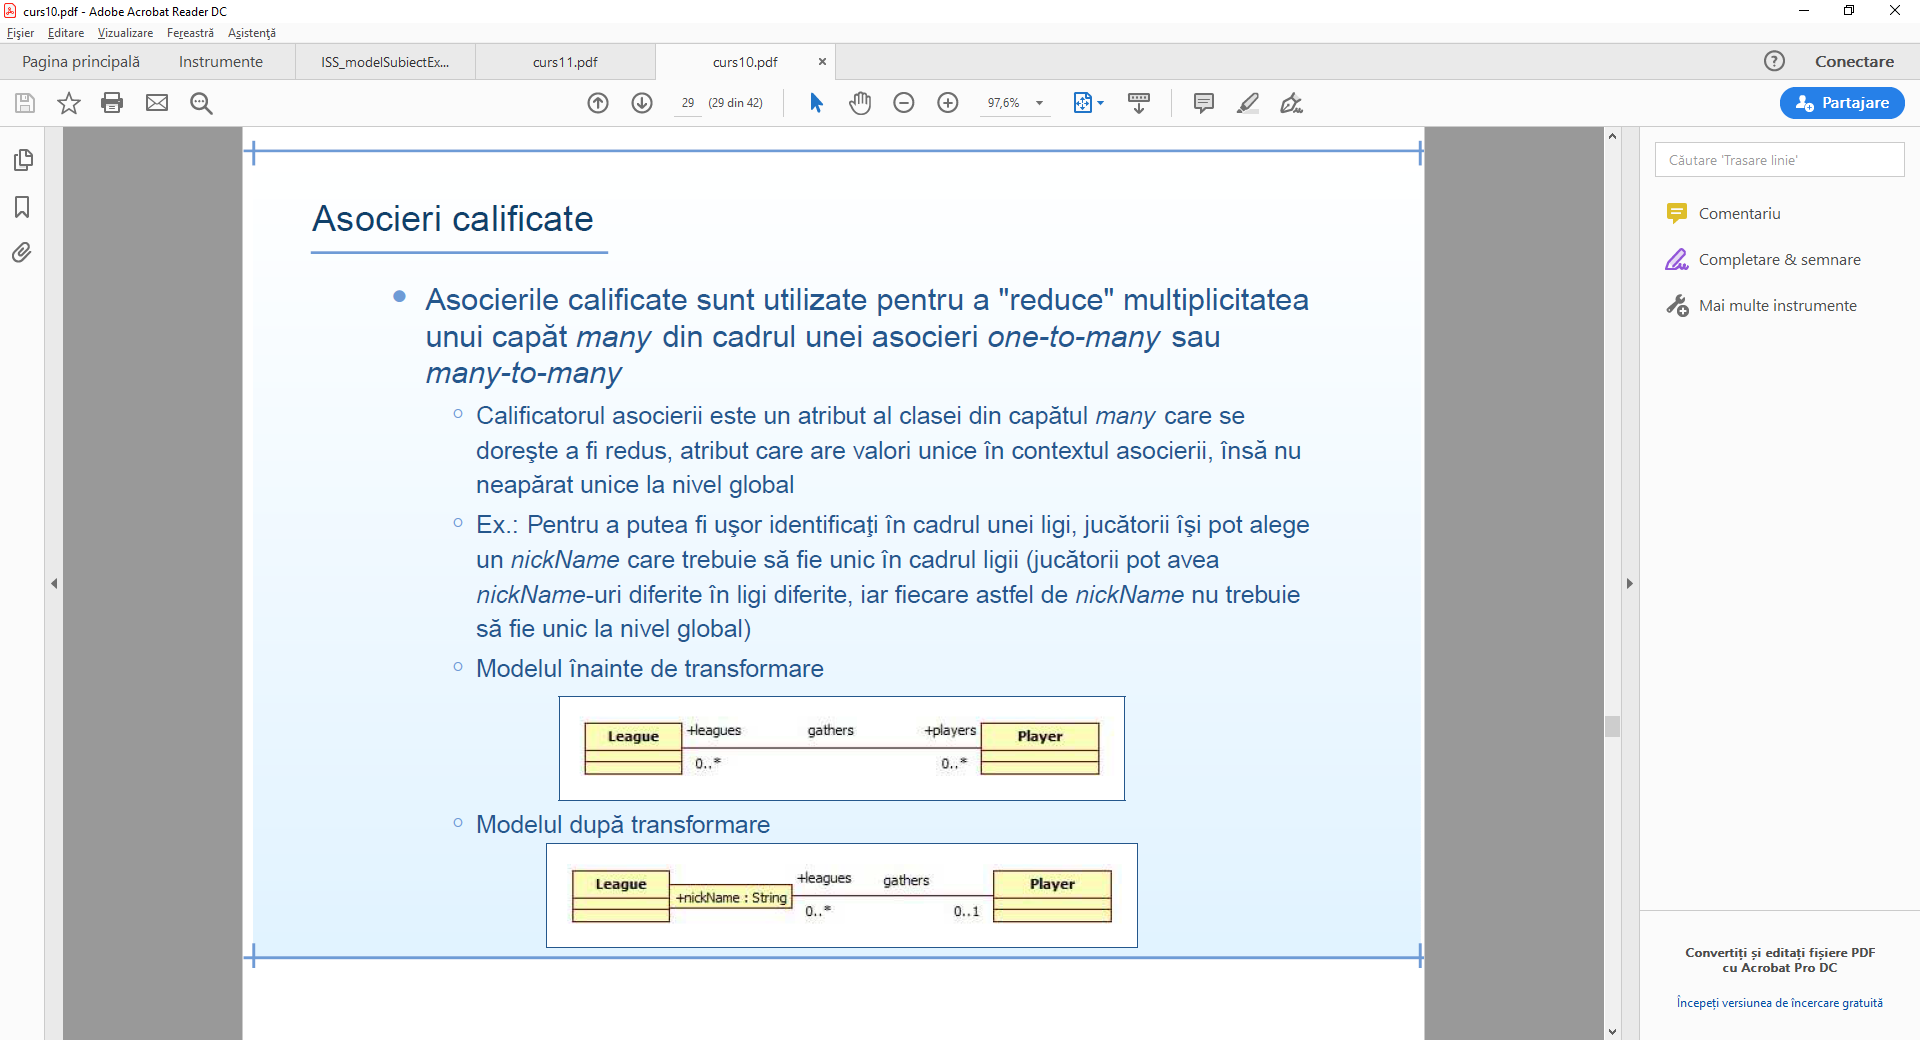 curs10.pdf - Adobe Acrobat Reader DC
Fişier Editare Vizualizare Fereastră Asistenţă
Pagina principală Instrumente ISS_modelSubiectEx... curs11.pdf curs10.pdf Conectare
29 (29 din 42) 97,6% Partajare
Căutare 'Trasare linie'
Comentariu
Completare & semnare
Mai multe instrumente
Asocieri calificate
Asocierile calificate sunt utilizate pentru a "reduce" multiplicitatea
unui capăt many din cadrul unei asocieri one-to-many sau
many-to-many
Calificatorul asocierii este un atribut al clasei din capătul many care se
doreşte a fi redus, atribut care are valori unice în contextul asocierii, însă nu
neapărat unice la nivel global
Ex.: Pentru a putea fi uşor identificaţi în cadrul unei ligi, jucătorii îşi pot alege
un nickName care trebuie să fie unic în cadrul ligii (jucătorii pot avea
nickName-uri diferite în ligi diferite, iar fiecare astfel de nickName nu trebuie
să fie unic la nivel global)
Modelul înainte de transformare
League +leagues gathers +players Player
0..* 0..*
Modelul după transformare
League +nickName : String +leagues gathers Player
0..* 0..1
Convertiți și editați fișiere PDF
cu Acrobat Pro DC
Începeți versiunea de încercare gratuită